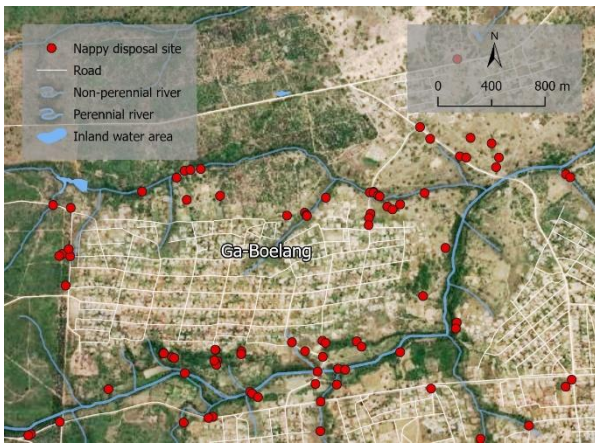 Nappy disposal site
Road
Non-perennial river
Perennial river
Inland water area
N
0 400 800 m
Ga-Boelang